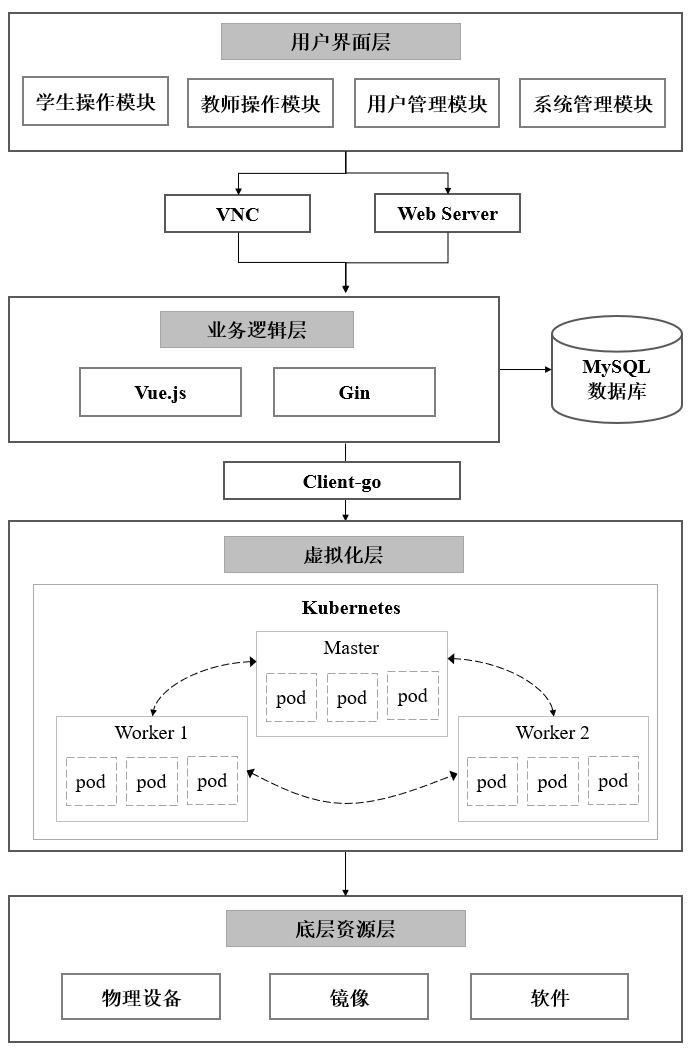 用户界面层
学生操作模块
教师操作模块
用户管理模块
系统管理模块
VNC
Web Server
业务逻辑层
Vue.js
Gin
MySQL
数据库
Client-go
虚拟化层
Kubernetes
Master
pod
pod
pod
Worker 1
pod
pod
pod
Worker 2
pod
pod
pod
底层资源层
物理设备
镜像
软件